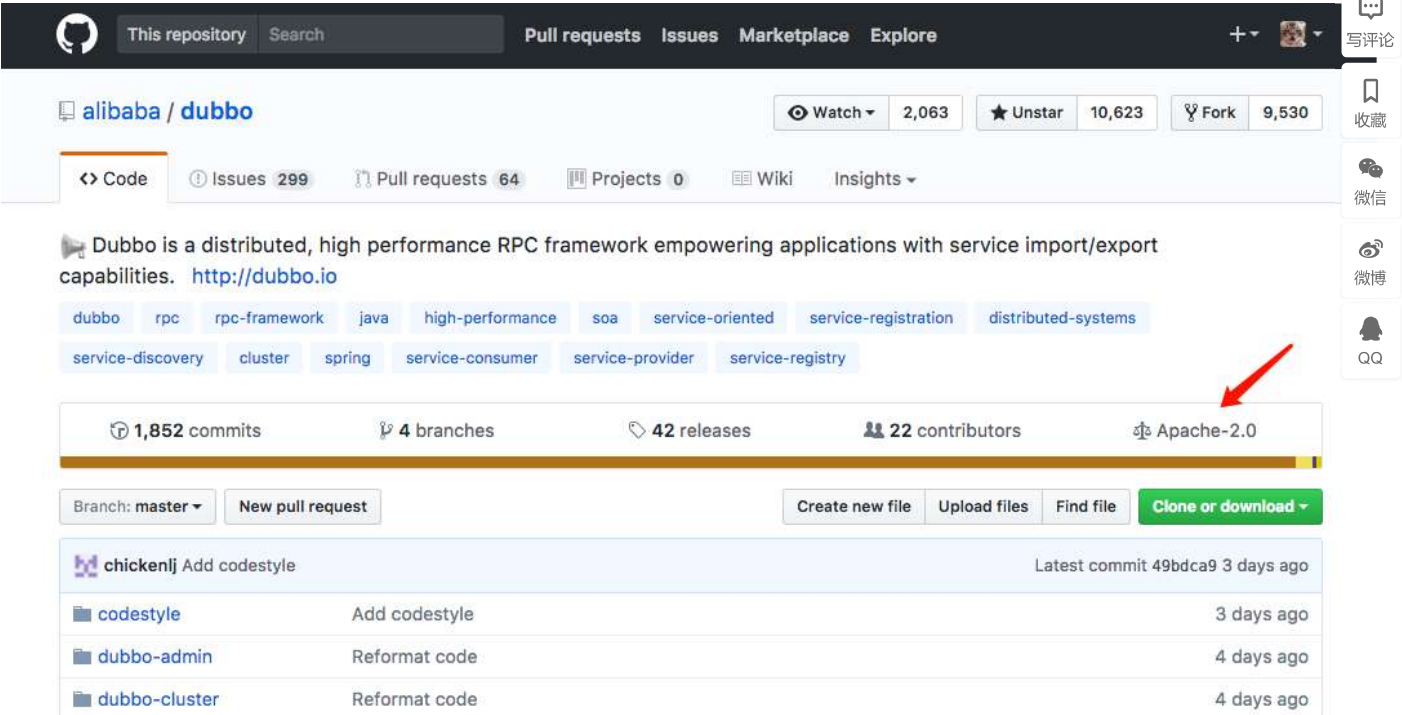 This repository Search Pull requests Issues Marketplace Explore
写评论
alibaba / dubbo Watch 2,063 Unstar 10,623 Fork 9,530
收藏
Code Issues 299 Pull requests 64 Projects 0 Wiki Insights
微信
Dubbo is a distributed, high performance RPC framework empowering applications with service import/export
capabilities. http://dubbo.io
微博
dubbo rpc rpc-framework java high-performance soa service-oriented service-registration distributed-systems
service-discovery cluster spring service-consumer service-provider service-registry
QQ
1,852 commits 4 branches 42 releases 22 contributors Apache-2.0
Branch: master New pull request Create new file Upload files Find file Clone or download
chickenlj Add codestyle Latest commit 49bdca9 3 days ago
codestyle Add codestyle 3 days ago
dubbo-admin Reformat code 4 days ago
dubbo-cluster Reformat code 4 days ago